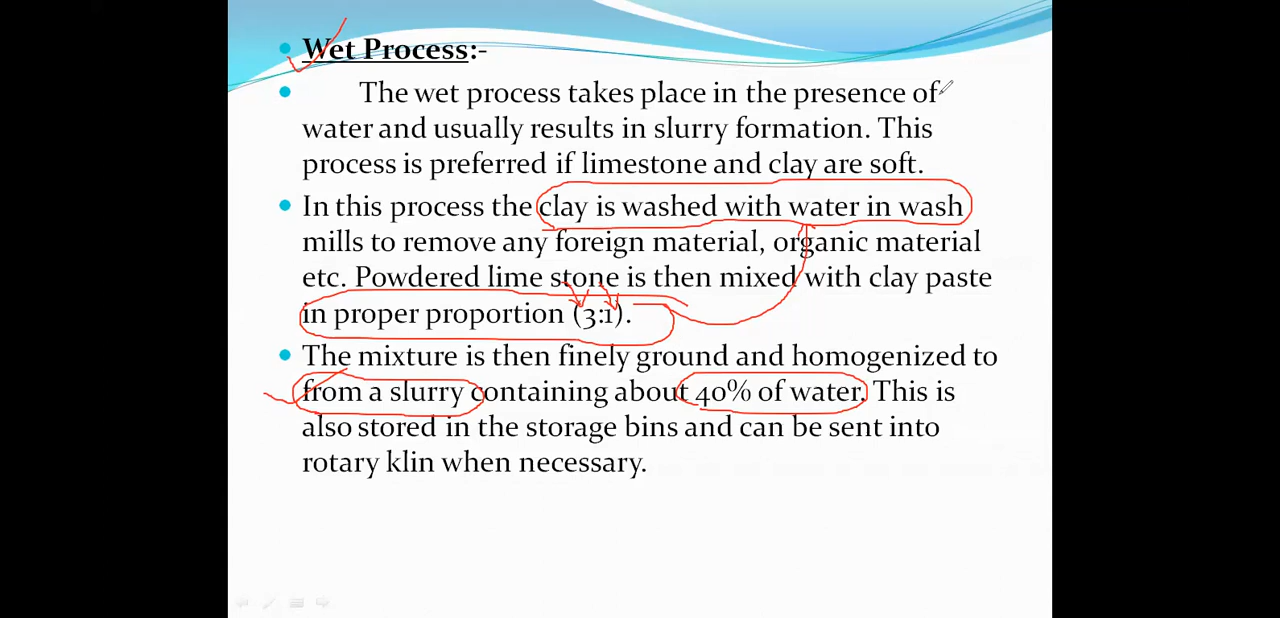 Wet Process:-
The wet process takes place in the presence of
water and usually results in slurry formation. This
process is preferred if limestone and clay are soft.
In this process the clay is washed with water in wash
mills to remove any foreign material, organic material
etc. Powdered lime stone is then mixed with clay paste
in proper proportion (3:1).
The mixture is then finely ground and homogenized to
from a slurry containing about 40% of water. This is
also stored in the storage bins and can be sent into
rotary klin when necessary.